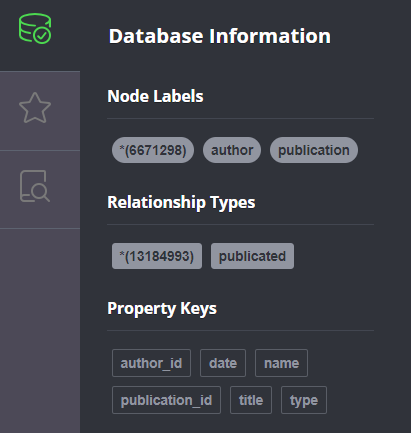 Database Information
Node Labels
*(6671298) author publication
Relationship Types
*(13184993) publicated
Property Keys
author_id date name
publication_id title type